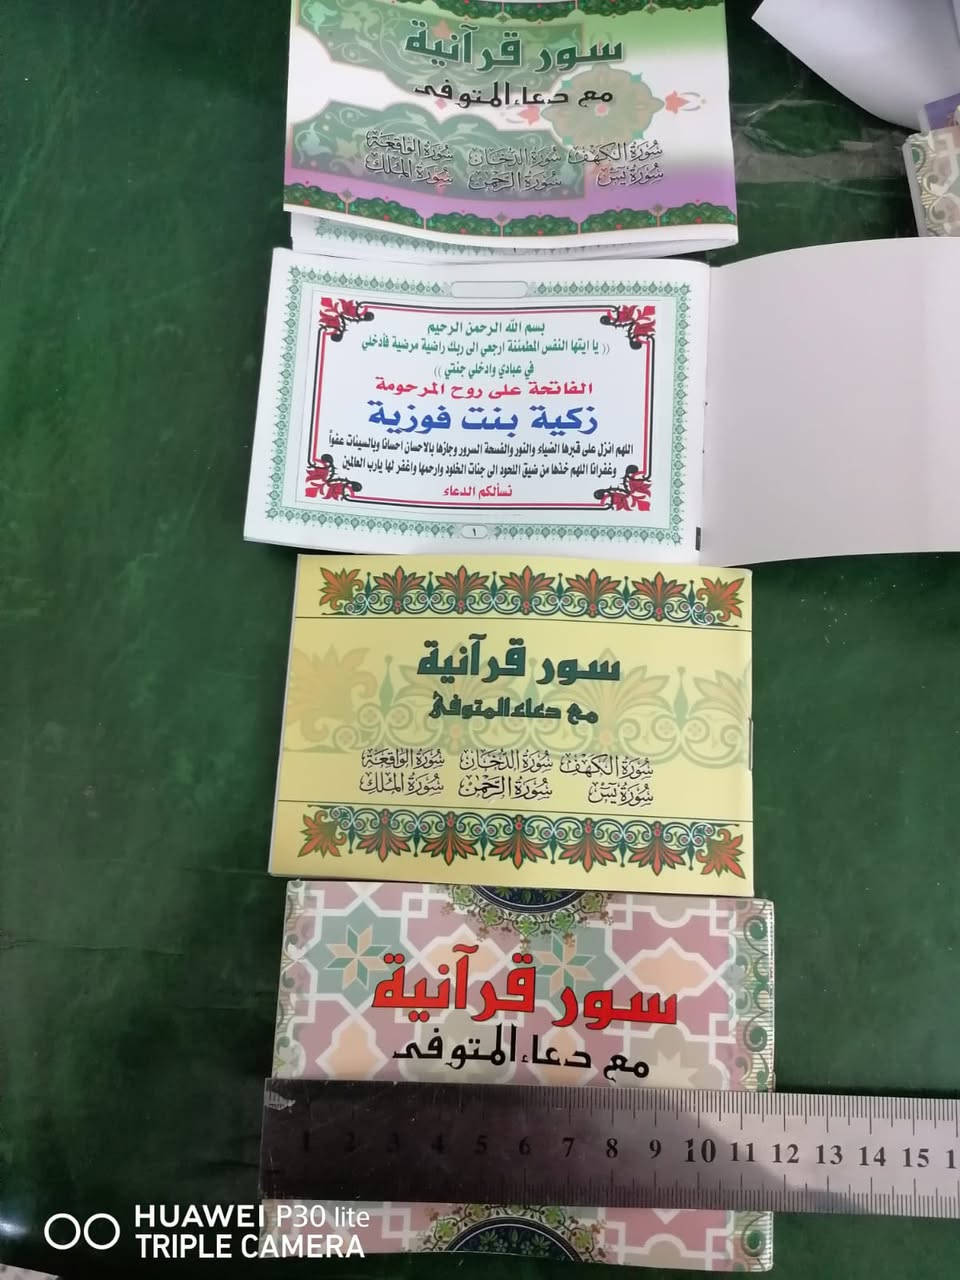 سور قرآنية
مع دعاء المتوفى
سورة الكهف سورة الدخان سورة الواقعة
سورة يس سورة الرحمن سورة الملك
بسم الله الرحمن الرحيم
(( يا ايتها النفس المطمئنة ارجعي الى ربك راضية مرضية فأدخلي
في عبادي وادخلي جنتي ))
الفاتحة على روح المرحومة
زكية بنت فوزية
اللهم انزل على قبرها الضياء والنور والفسحة السرور وجازها بالاحسان احسانا وبالسيئات عفواً
وغفرانا اللهم خذها من ضيق اللحود الى جنات الخلود وارحمها واغفر لها يارب العالمين
نسألكم الدعاء
١
سور قرآنية
مع دعاء المتوفى
سورة الكهف سورة الدخان سورة الواقعة
سورة يس سورة الرحمن سورة الملك
سور قرآنية
مع دعاء المتوفى
1 2 3 4 5 6 7 8 9 10 11 12 13 14 15 1
HUAWEI P30 lite
TRIPLE CAMERA